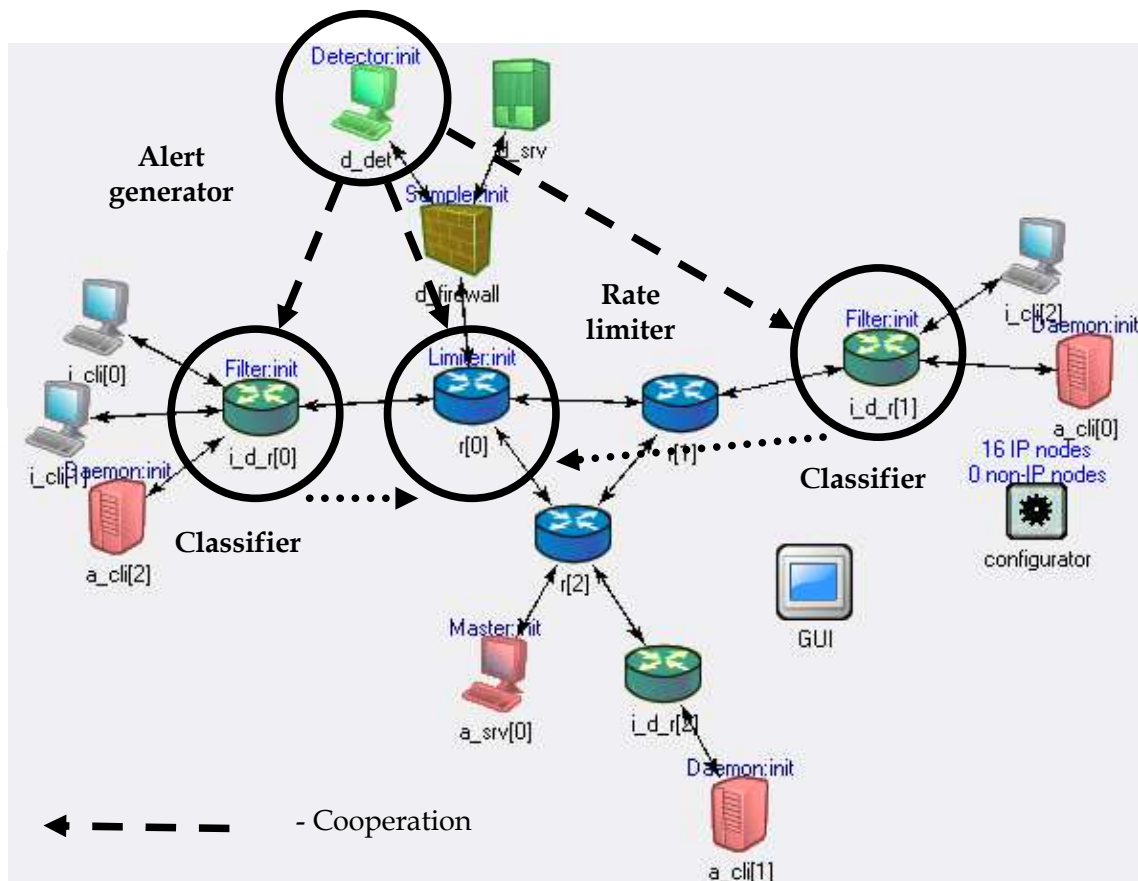 Detector:init
d_det
d_srv
Alert
generator
Sampler:init
d_firewall
Rate
limiter
i_cli[0]
Filter:init
i_d_r[0]
Limiter:init
r[0]
r[1]
Filter:init
i_d_r[1]
i_cli[2]
Daemon:init
a_cli[0]
i_cli[1]
Daemon:init
a_cli[2]
Classifier
Classifier
16 IP nodes
0 non-IP nodes
configurator
r[2]
GUI
Master:init
a_srv[0]
i_d_r[2]
Daemon:init
a_cli[1]
- Cooperation